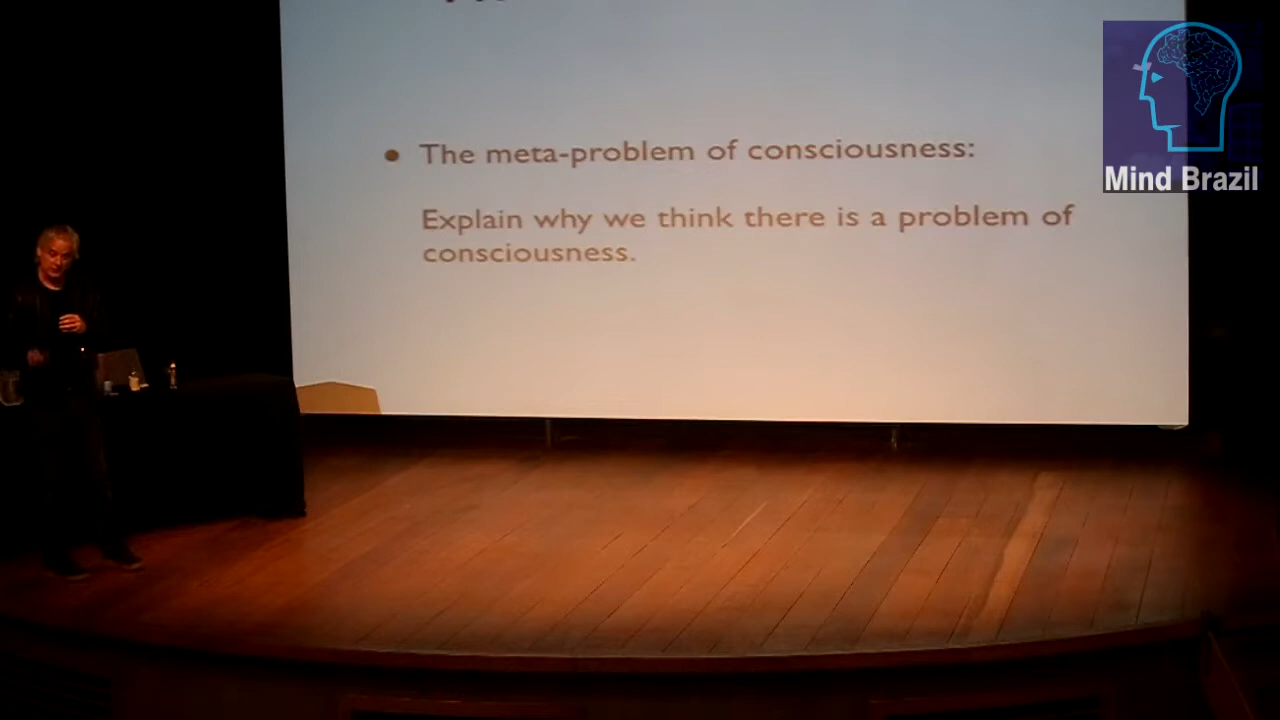 The meta-problem of consciousness:
Explain why we think there is a problem of
consciousness.
Mind Brazil